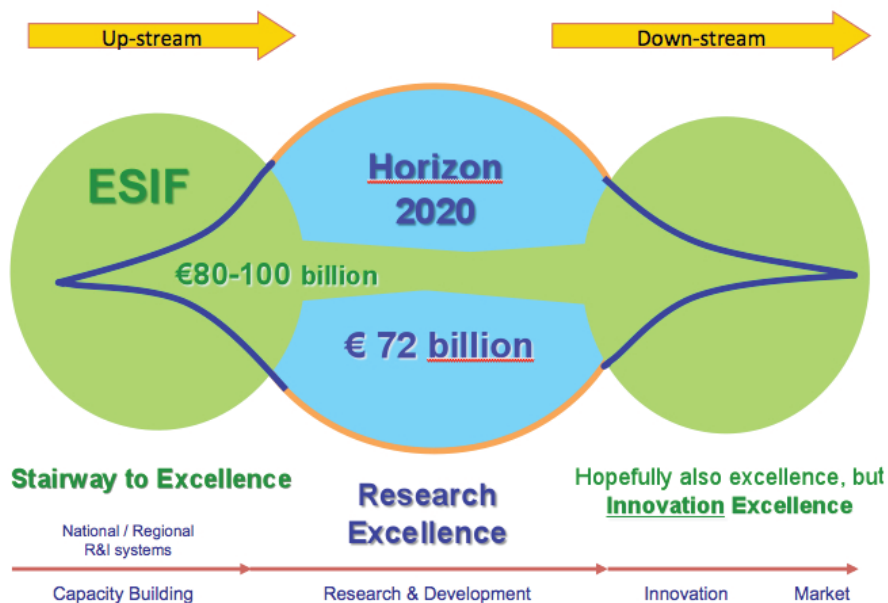 Up-stream
Down-stream
ESIF
Horizon
2020
€80-100 billion
€ 72 billion
Stairway to Excellence
Research
Excellence
Hopefully also excellence, but
Innovation Excellence
National / Regional
R&I systems
Capacity Building
Research & Development
Innovation
Market